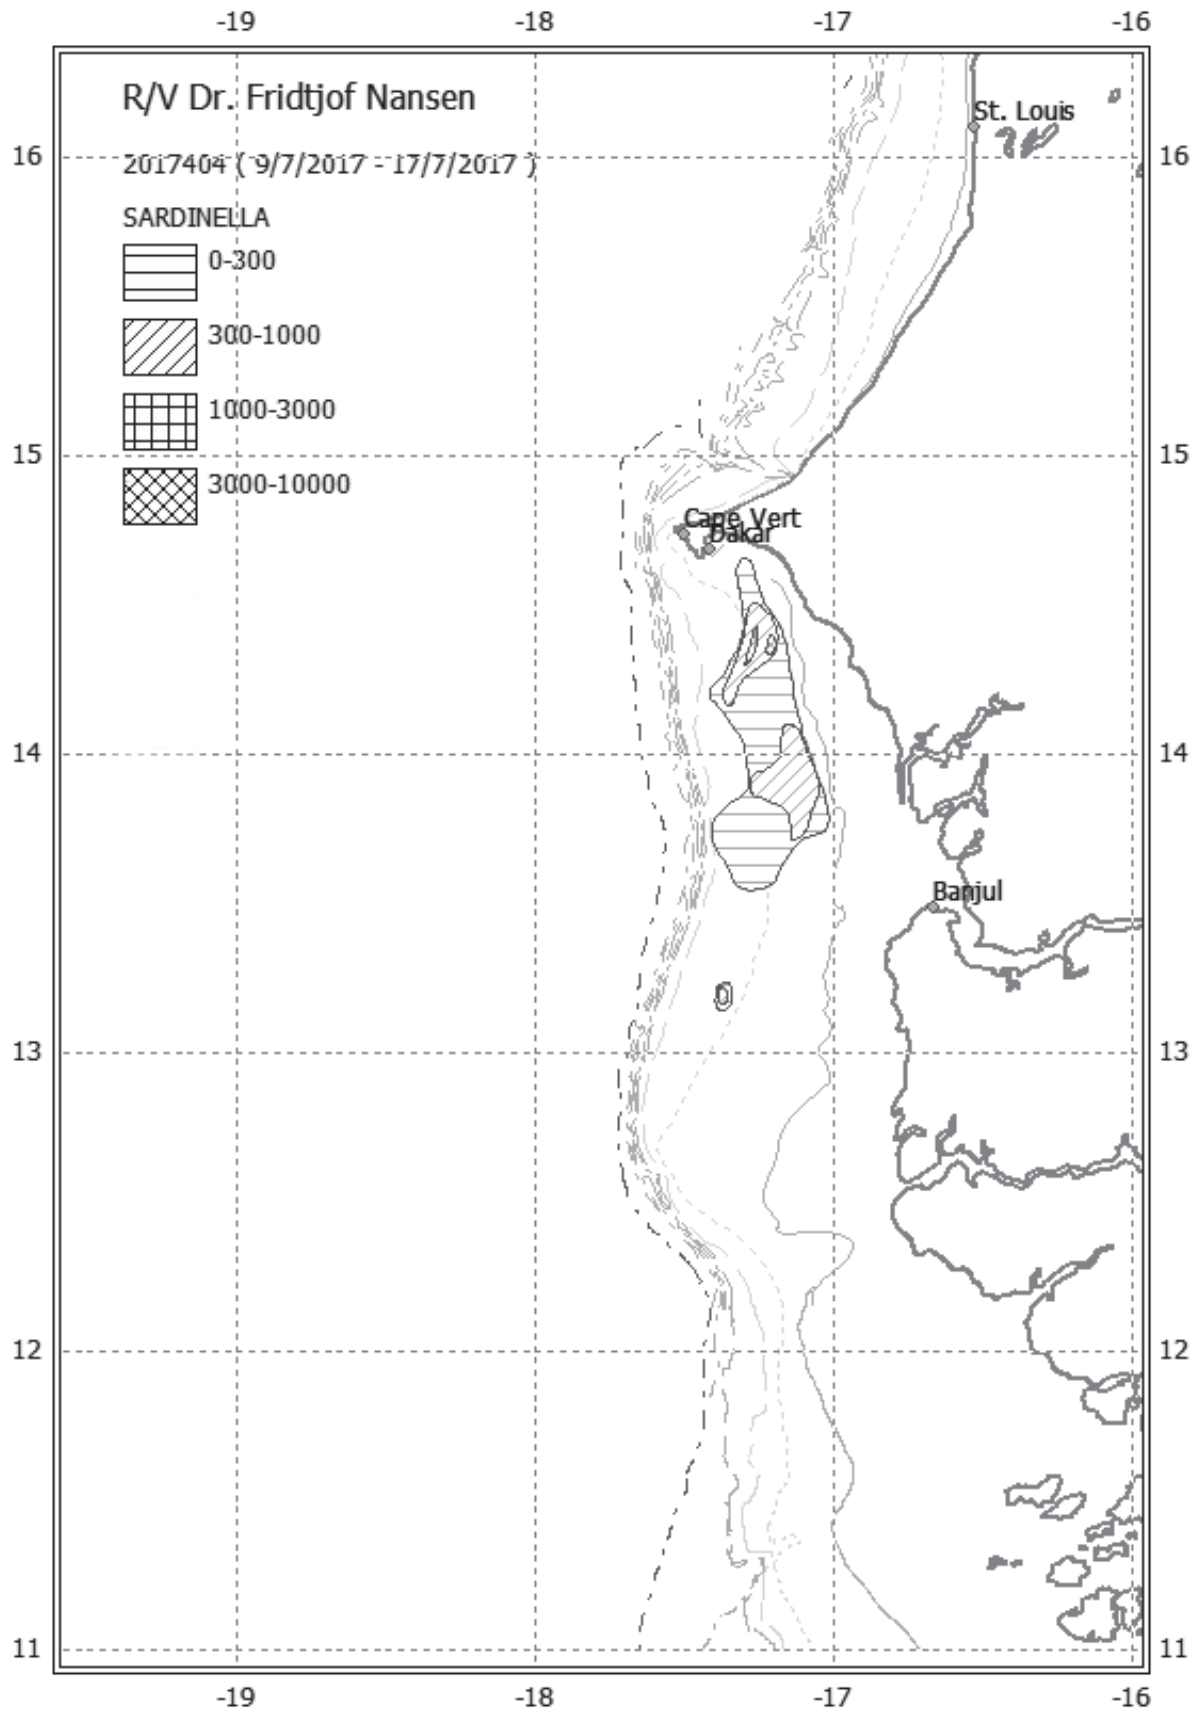 -19 -18 -17 -16
R/V Dr. Fridtjof Nansen
St. Louis
16 16
2017404 ( 9/7/2017 - 17/7/2017 )
SARDINELLA
0-300
300-1000
1000-3000
15 15
3000-10000
Cape Vert
Dakar
14 14
Banjul
13 13
12 12
11 11
-19 -18 -17 -16